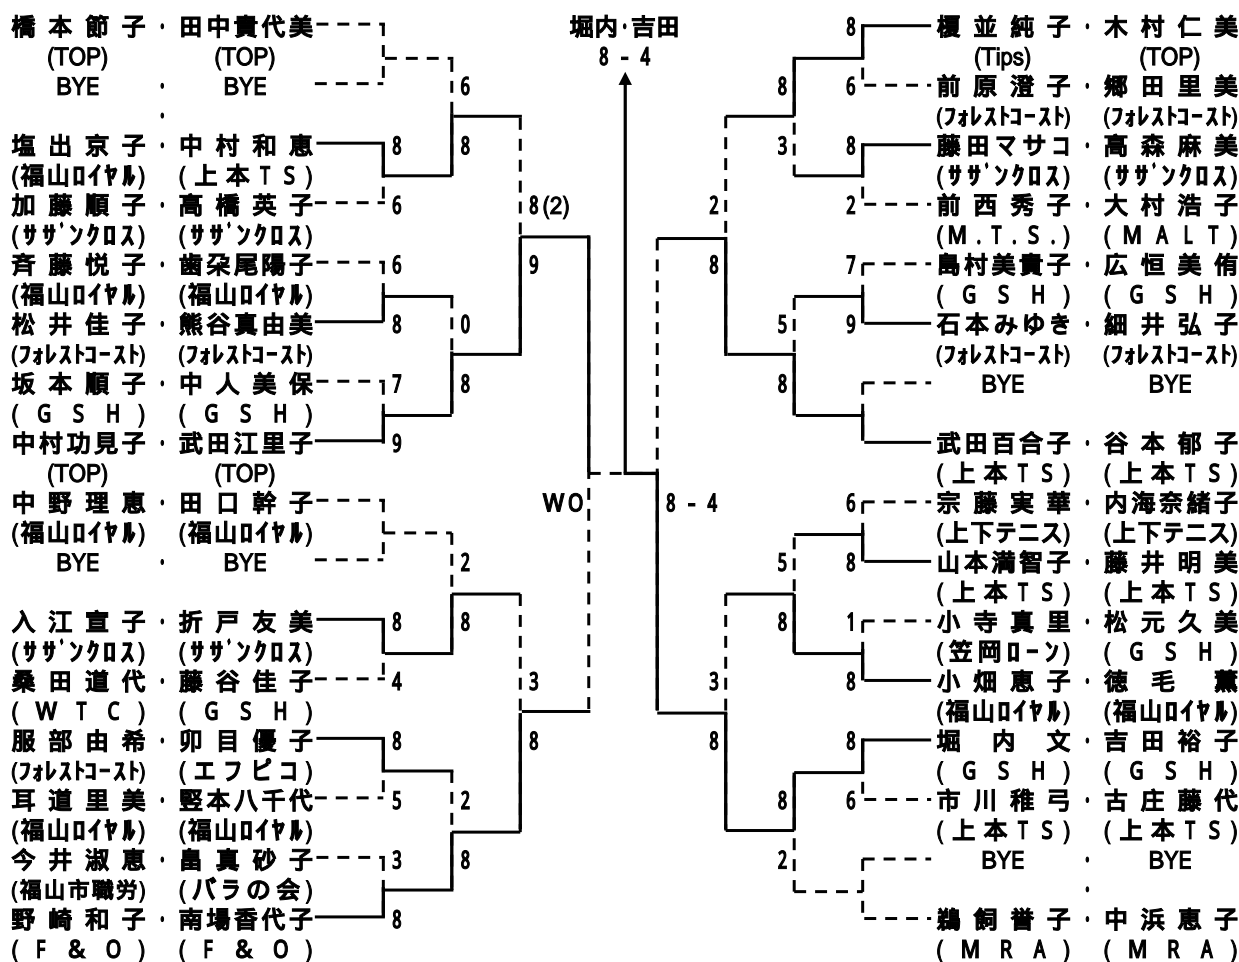 橋本節子・田中貴代美
(TOP) (TOP)
BYE ・ BYE
6
・
塩出京子・中村和恵 8 8
(福山ロイヤル) (上本TS)
加藤順子・高橋英子 6 8(2)
(サザンクロス) (サザンクロス)
斉藤悦子・歯朶尾陽子 6 9
(福山ロイヤル) (福山ロイヤル)
松井佳子・熊谷真由美 8 0
(フォレストコースト) (フォレストコースト)
坂本順子・中人美保 7 8
(GSH) (GSH)
中村功見子・武田江里子 9
(TOP) (TOP)
WO
中野理恵・田口幹子
(福山ロイヤル) (福山ロイヤル)
BYE ・ BYE 2
入江宣子・折戸友美 8 8
(サザンクロス) (サザンクロス)
桑田道代・藤谷佳子 4 3
(WTC) (GSH)
服部由希・卯目優子 8 8
(フォレストコースト) (エフピコ)
耳道里美・竪本八千代 5 2
(福山ロイヤル) (福山ロイヤル)
今井淑恵・畠真砂子 3 8
(福山市職労) (バラの会)
野崎和子・南場香代子 8
(F&O) (F&O)
堀内・吉田
8 - 4
8 - 4
8 榎並純子・木村仁美
(Tips) (TOP)
8 6 前原澄子・郷田里美
(フォレストコースト) (フォレストコースト)
3 8 藤田マサコ・高森麻美
(サザンクロス) (サザンクロス)
2 2 前西秀子・大村浩子
(M.T.S.) (MALT)
8 7 島村美貴子・広恒美侑
(GSH) (GSH)
5 9 石本みゆき・細井弘子
(フォレストコースト) (フォレストコースト)
8 BYE BYE
武田百合子・谷本郁子
(上本TS) (上本TS)
6 宗藤実華・内海奈緒子
(上下テニス) (上下テニス)
5 8 山本満智子・藤井明美
(上本TS) (上本TS)
8 1 小寺真里・松元久美
(笠岡ローン) (GSH)
3 8 小畑恵子・徳毛薫
(福山ロイヤル) (福山ロイヤル)
8 8 堀内文・吉田裕子
(GSH) (GSH)
8 6 市川稚弓・古庄藤代
(上本TS) (上本TS)
2 BYE ・ BYE
・
鵜飼誉子・中浜恵子
(MRA) (MRA)